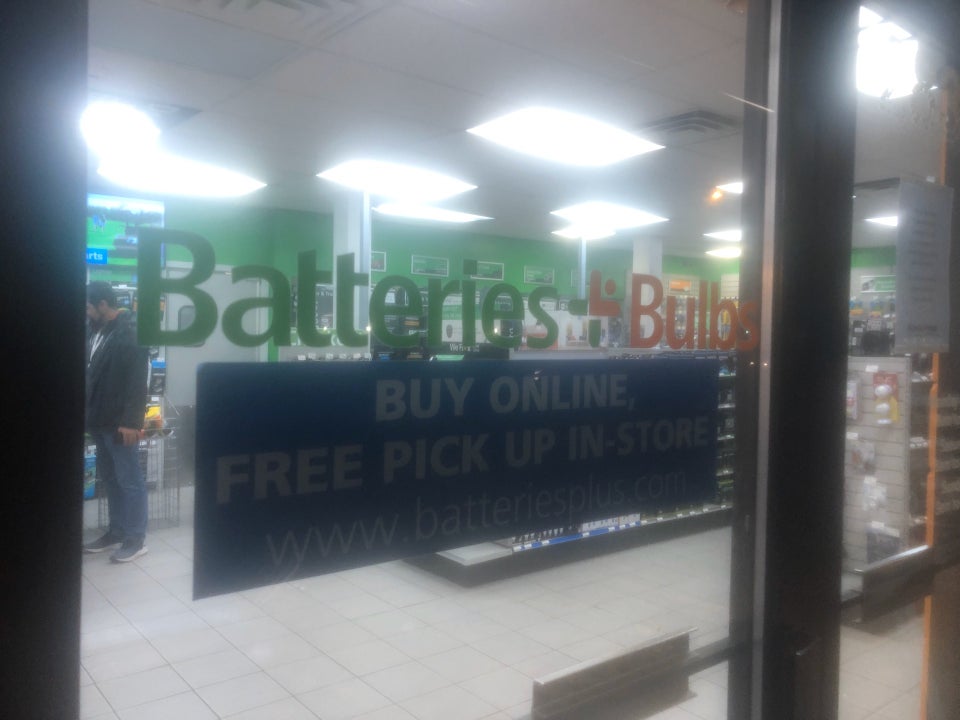 Batteries + Bulbs
BUY ONLINE,
FREE PICK UP IN-STORE
www.batteriesplus.com